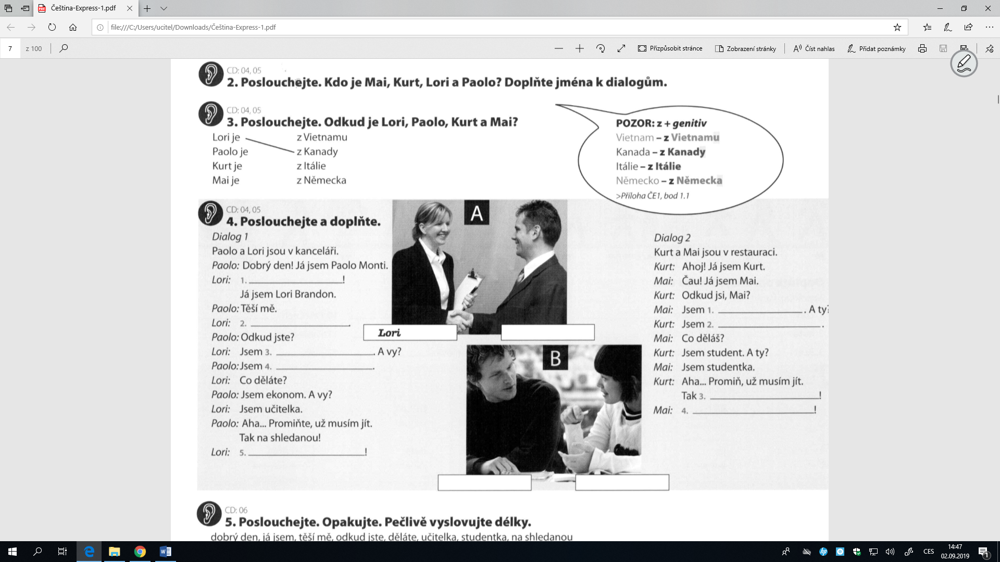 Čeština-Express-1.pdf
file:///C:/Users/ucitel/Downloads/Čeština-Express-1.pdf
7 z 100
Přizpůsobit stránce
Zobrazení stránky
Číst nahlas
Přidat poznámky
CD: 04, 05
2. Poslouchejte. Kdo je Mai, Kurt, Lori a Paolo? Doplňte jména k dialogům.
CD: 04, 05
3. Poslouchejte. Odkud je Lori, Paolo, Kurt a Mai?
Lori je z Vietnamu
Paolo je z Kanady
Kurt je z Itálie
Mai je z Německa
POZOR: z + genitiv
Vietnam – z Vietnamu
Kanada – z Kanady
Itálie – z Itálie
Německo – z Německa
>Příloha ČE1, bod 1.1
CD: 04, 05
4. Poslouchejte a doplňte.
Dialog 1
Paolo a Lori jsou v kanceláři.
Paolo: Dobrý den! Já jsem Paolo Monti.
Lori: 1. ____________________!
Já jsem Lori Brandon.
Paolo: Těší mě.
Lori: 2. ____________________.
Paolo: Odkud jste?
Lori: Jsem 3. ____________________. A vy?
Paolo: Jsem 4. ____________________.
Lori: Co děláte?
Paolo: Jsem ekonom. A vy?
Lori: Jsem učitelka.
Paolo: Aha... Promiňte, už musím jít.
Tak na shledanou!
Lori: 5. ____________________!
A
Lori
B
Dialog 2
Kurt a Mai jsou v restauraci.
Kurt: Ahoj! Já jsem Kurt.
Mai: Čau! Já jsem Mai.
Kurt: Odkud jsi, Mai?
Mai: Jsem 1. ____________________. A ty?
Kurt: Jsem 2. ____________________.
Mai: Co děláš?
Kurt: Jsem student. A ty?
Mai: Jsem studentka.
Kurt: Aha... Promiň, už musím jít.
Tak 3. ____________________!
Mai: 4. ____________________!
CD: 06
5. Poslouchejte. Opakujte. Pečlivě vyslovujte délky.
dobrý den, já jsem, těší mě, odkud jste, děláte, učitelka, studentka, na shledanou
CES
14:47
02.09.2019
1